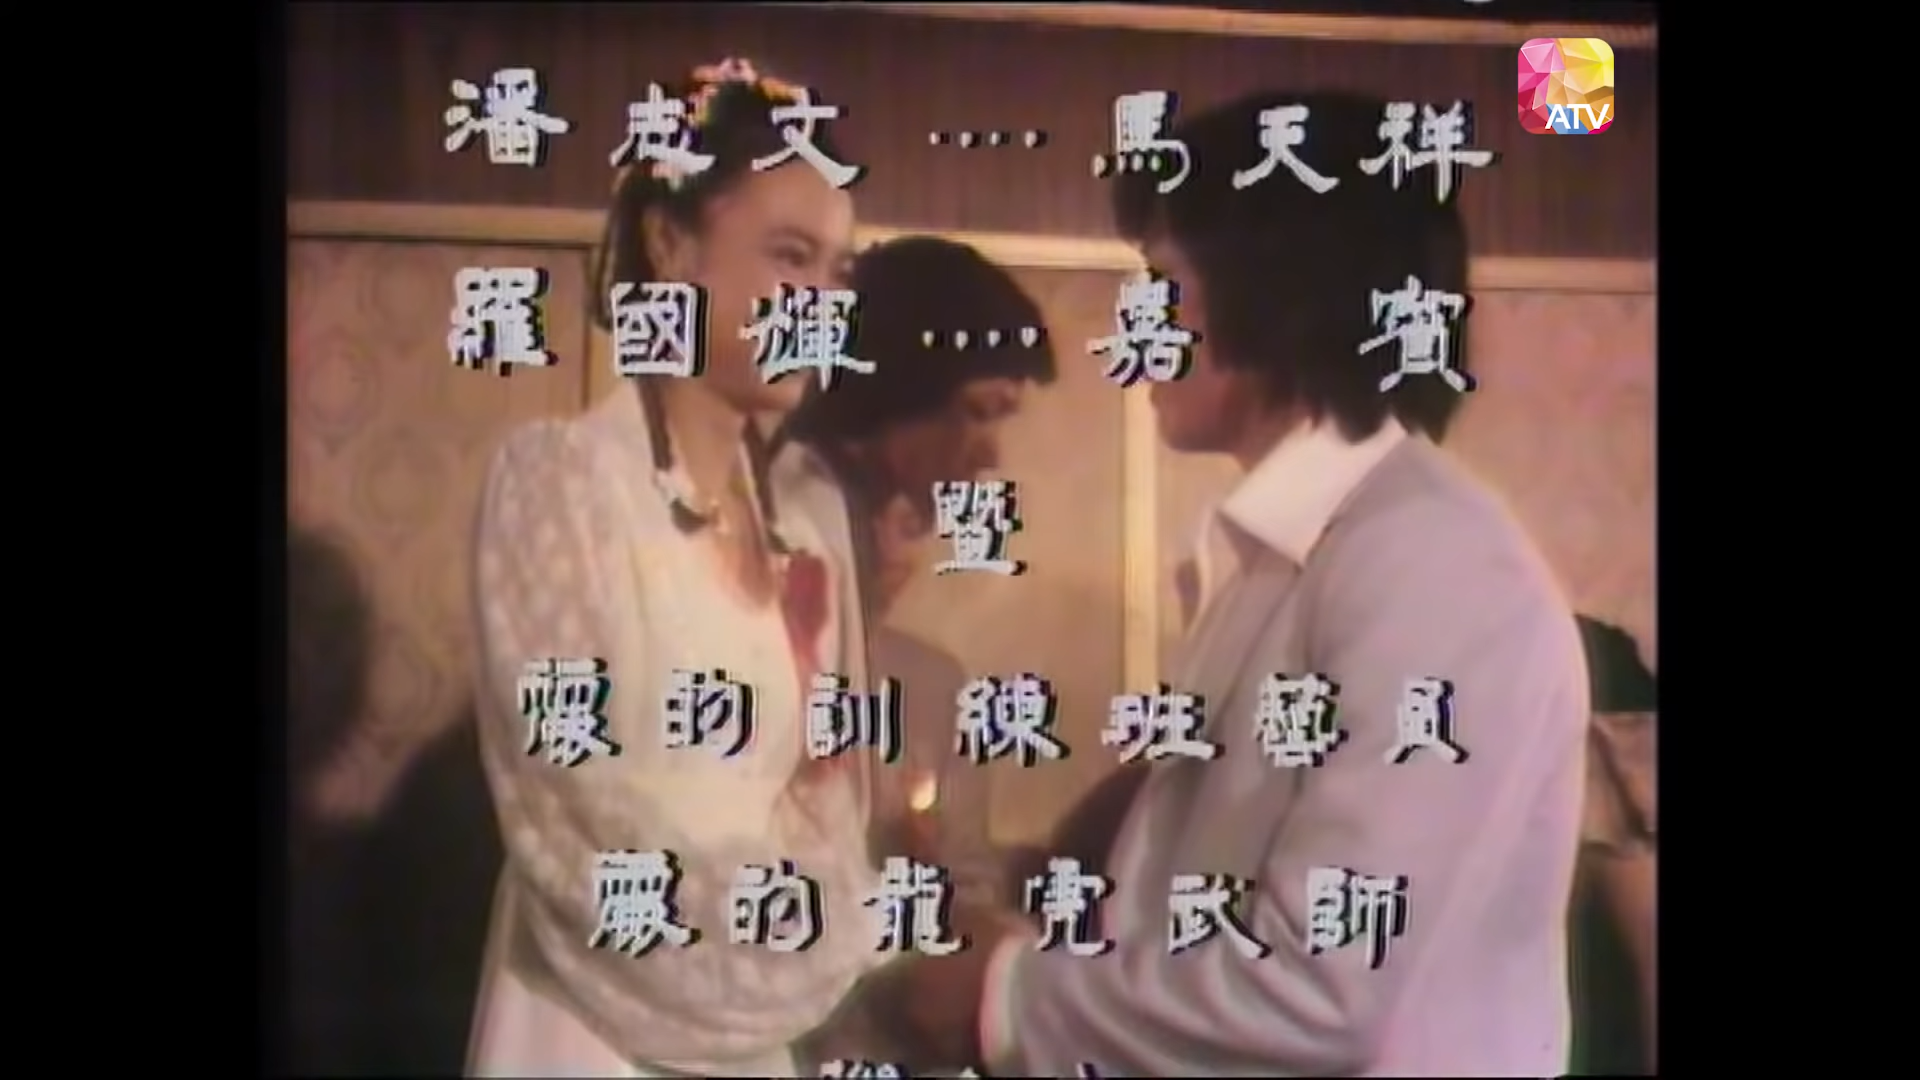 ATV
潘志文....馬天祥
羅國輝....嘉賓
暨
麗的訓練班藝員
麗的龍虎武師